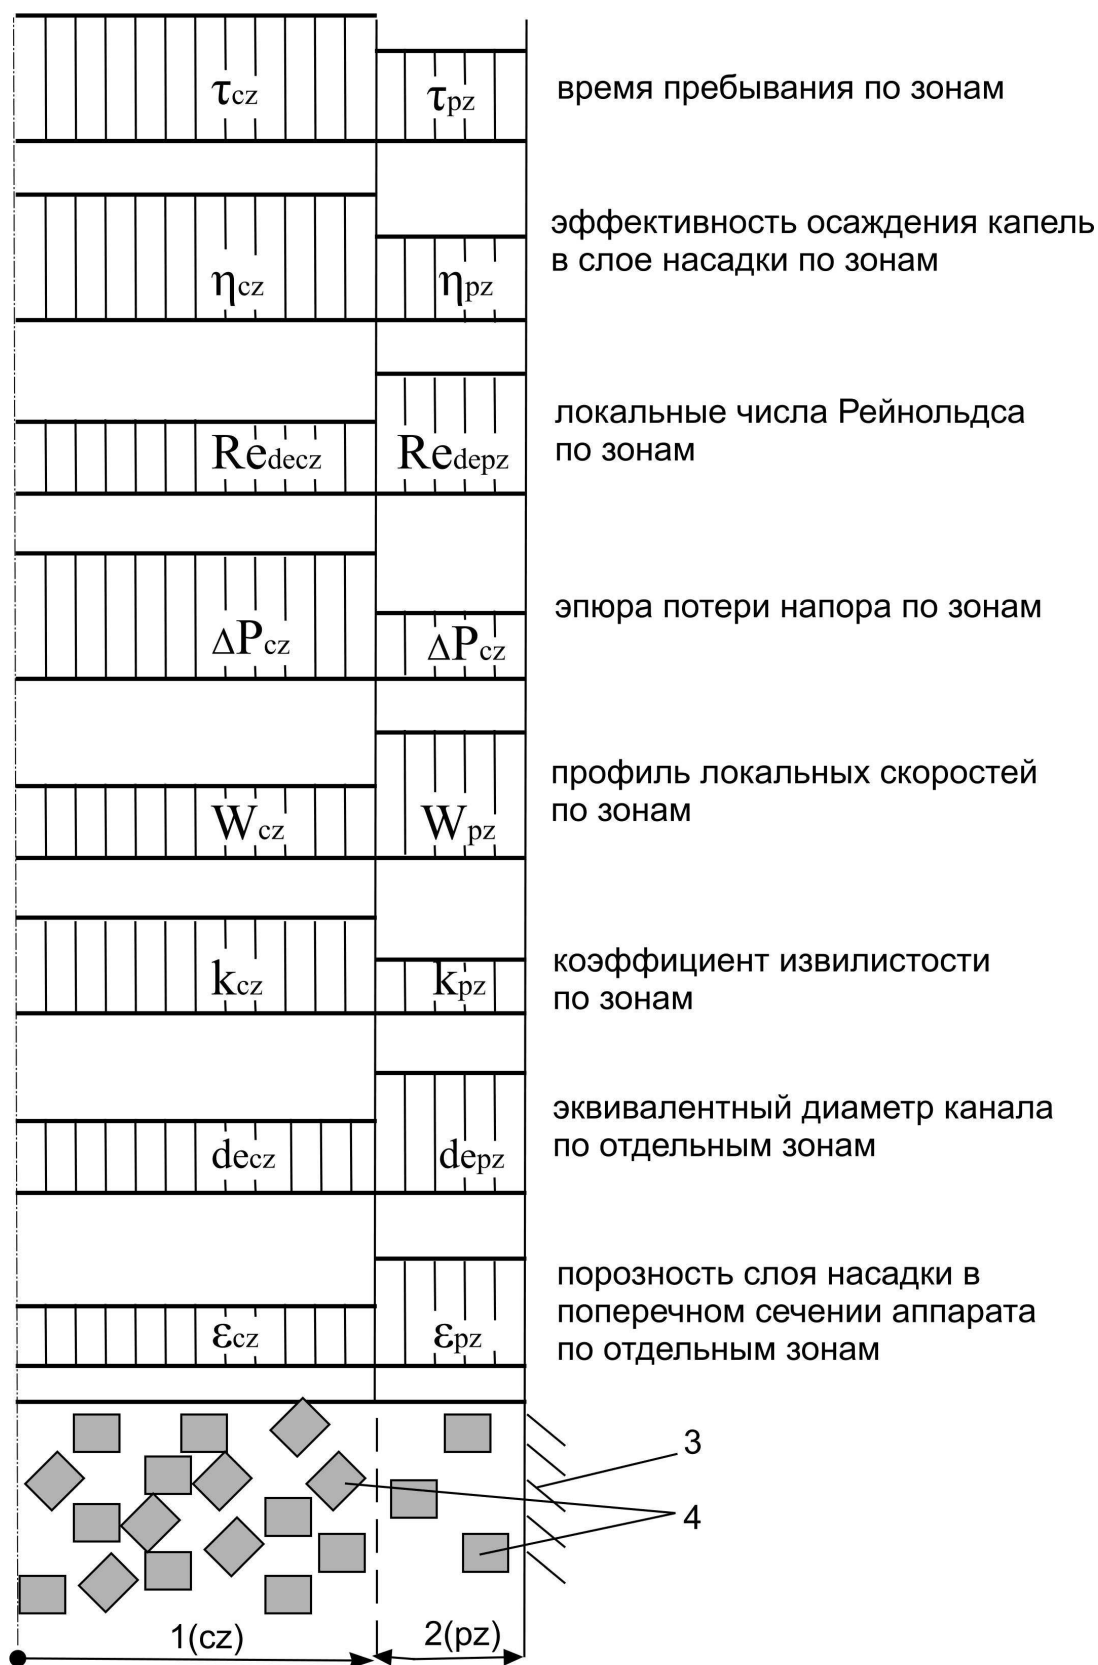 τcz τpz время пребывания по зонам
эффективность осаждения капель
в слое насадки по зонам
ηcz ηpz
локальные числа Рейнольдса
по зонам
Redecz Redepz
эпюра потери напора по зонам
ΔPcz ΔPcz
профиль локальных скоростей
по зонам
Wcz Wpz
коэффициент извилистости
по зонам
kcz kpz
эквивалентный диаметр канала
по отдельным зонам
decz depz
порозность слоя насадки в
поперечном сечении аппарата
по отдельным зонам
εcz εpz
3
4
1(cz) 2(pz)